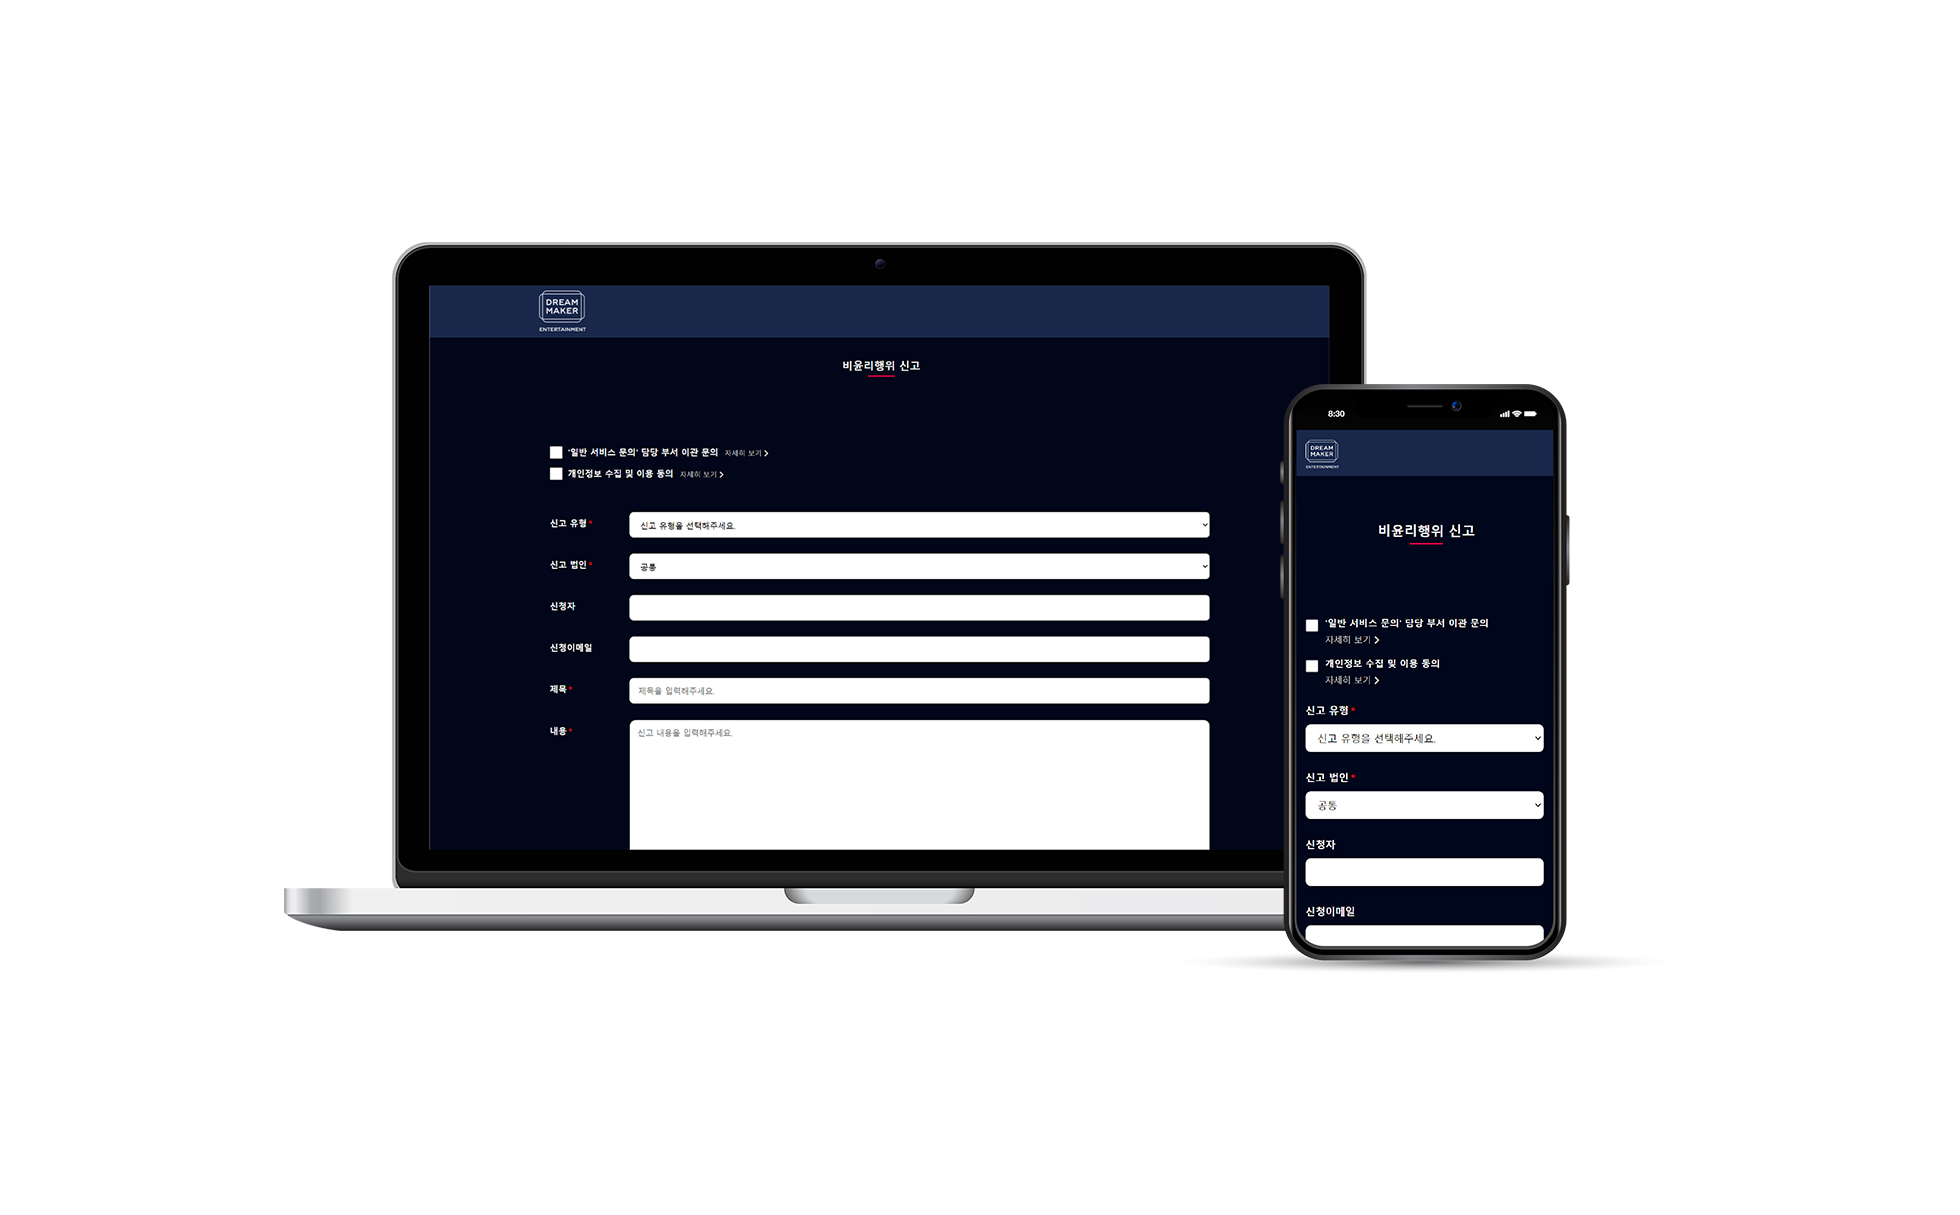 DREAM
MAKER
ENTERTAINMENT
비윤리행위 신고
'일반 서비스 문의' 담당 부서 이관 문의 자세히 보기
개인정보 수집 및 이용 동의 자세히 보기
신고 유형*
신고 유형을 선택해주세요.
신고 법인*
공통
신청자
신청이메일
제목*
제목을 입력해주세요.
내용*
신고 내용을 입력해주세요.
8:30
DREAM
MAKER
ENTERTAINMENT
비윤리행위 신고
'일반 서비스 문의' 담당 부서 이관 문의
자세히 보기
개인정보 수집 및 이용 동의
자세히 보기
신고 유형*
신고 유형을 선택해주세요.
신고 법인*
공통
신청자
신청이메일